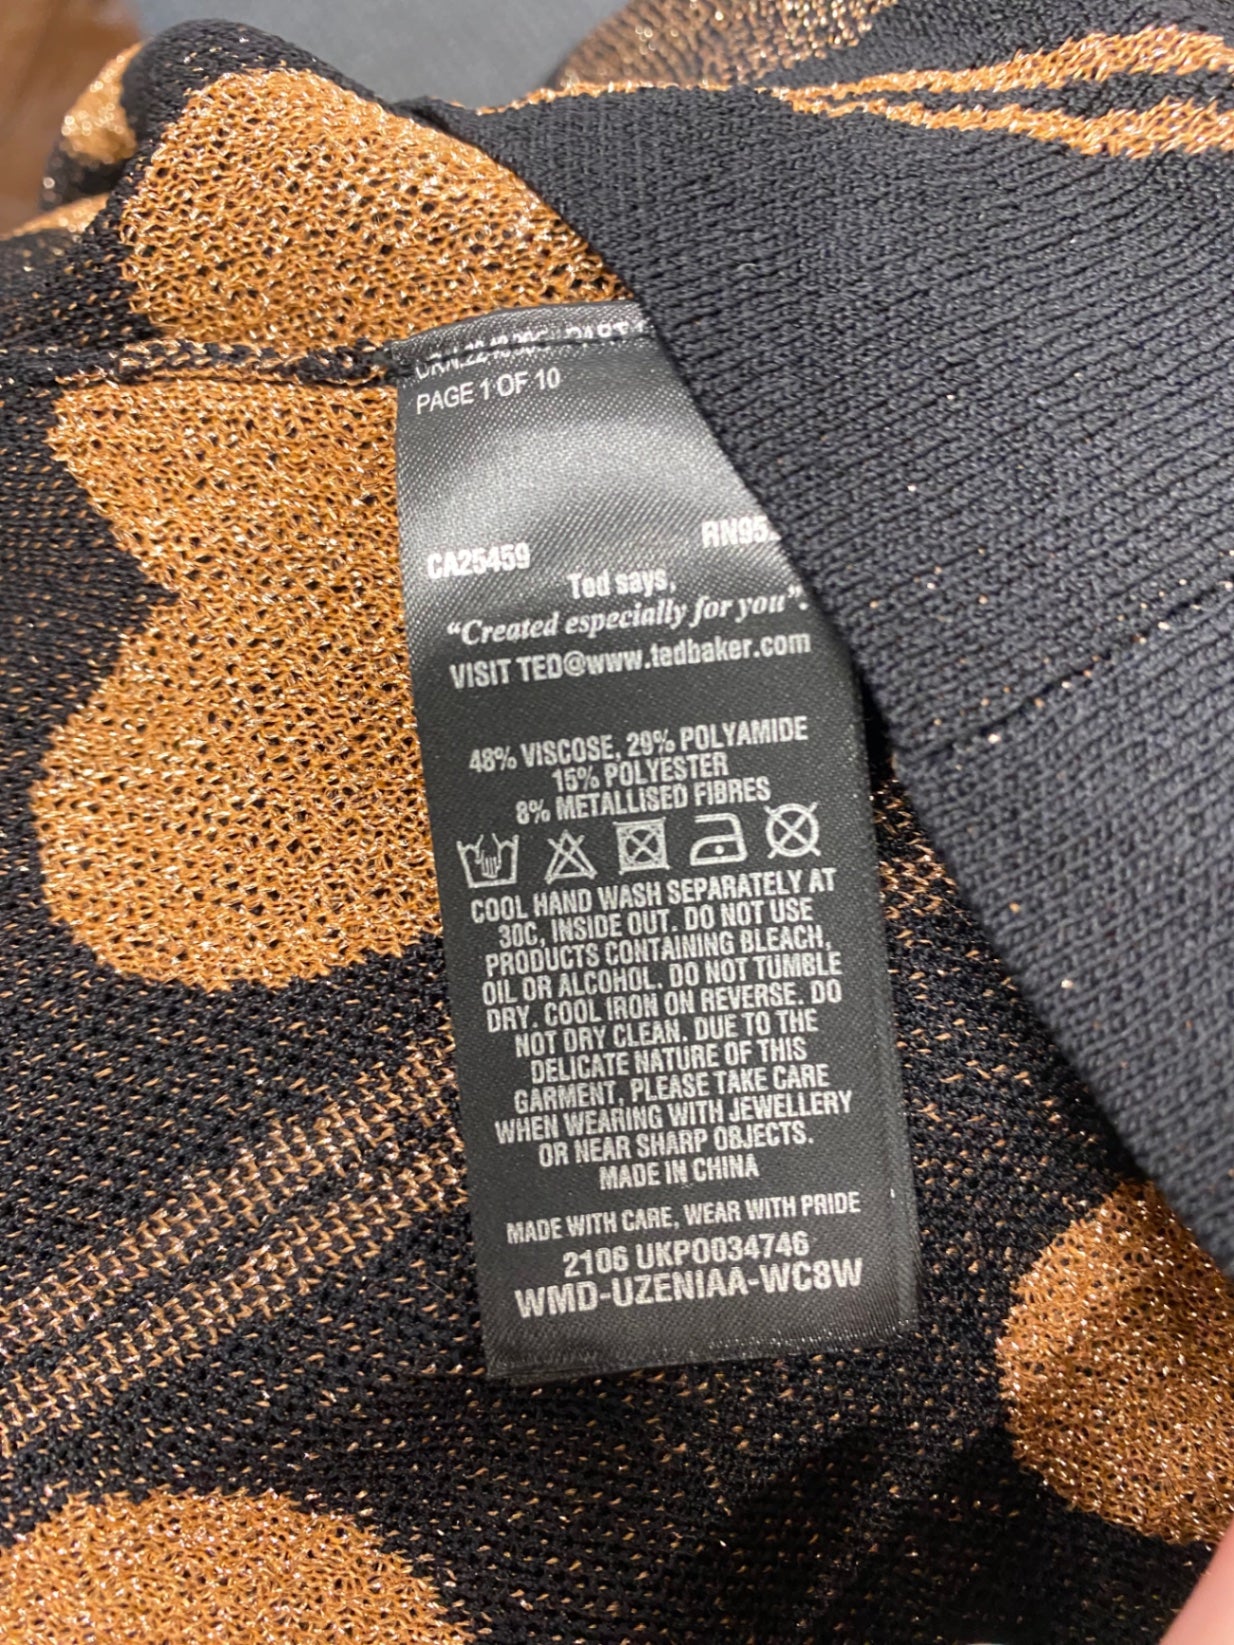 PART
PAGE 1 OF 10
CA25459
Ted says,
"Created especially for you".
VISIT TED@www.tedbaker.com
48% VISCOSE, 29% POLYAMIDE
15% POLYESTER
8% METALLISED FIBRES
COOL HAND WASH SEPARATELY AT
30C, INSIDE OUT. DO NOT USE
PRODUCTS CONTAINING BLEACH,
OIL OR ALCOHOL. DO NOT TUMBLE
DRY. COOL IRON ON REVERSE. DO
NOT DRY CLEAN. DUE TO THE
DELICATE NATURE OF THIS
GARMENT, PLEASE TAKE CARE
WHEN WEARING WITH JEWELLERY
OR NEAR SHARP OBJECTS.
MADE IN CHINA
MADE WITH CARE, WEAR WITH PRIDE
2106 UKP0034746
WMD-UZENIAA-WC8W